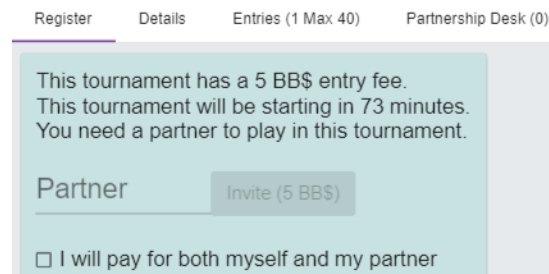 Register Details Entries (1 Max 40) Partnership Desk (0)
This tournament has a 5 BB$ entry fee.
This tournament will be starting in 73 minutes.
You need a partner to play in this tournament.
Partner Invite (5 BB$)
I will pay for both myself and my partner